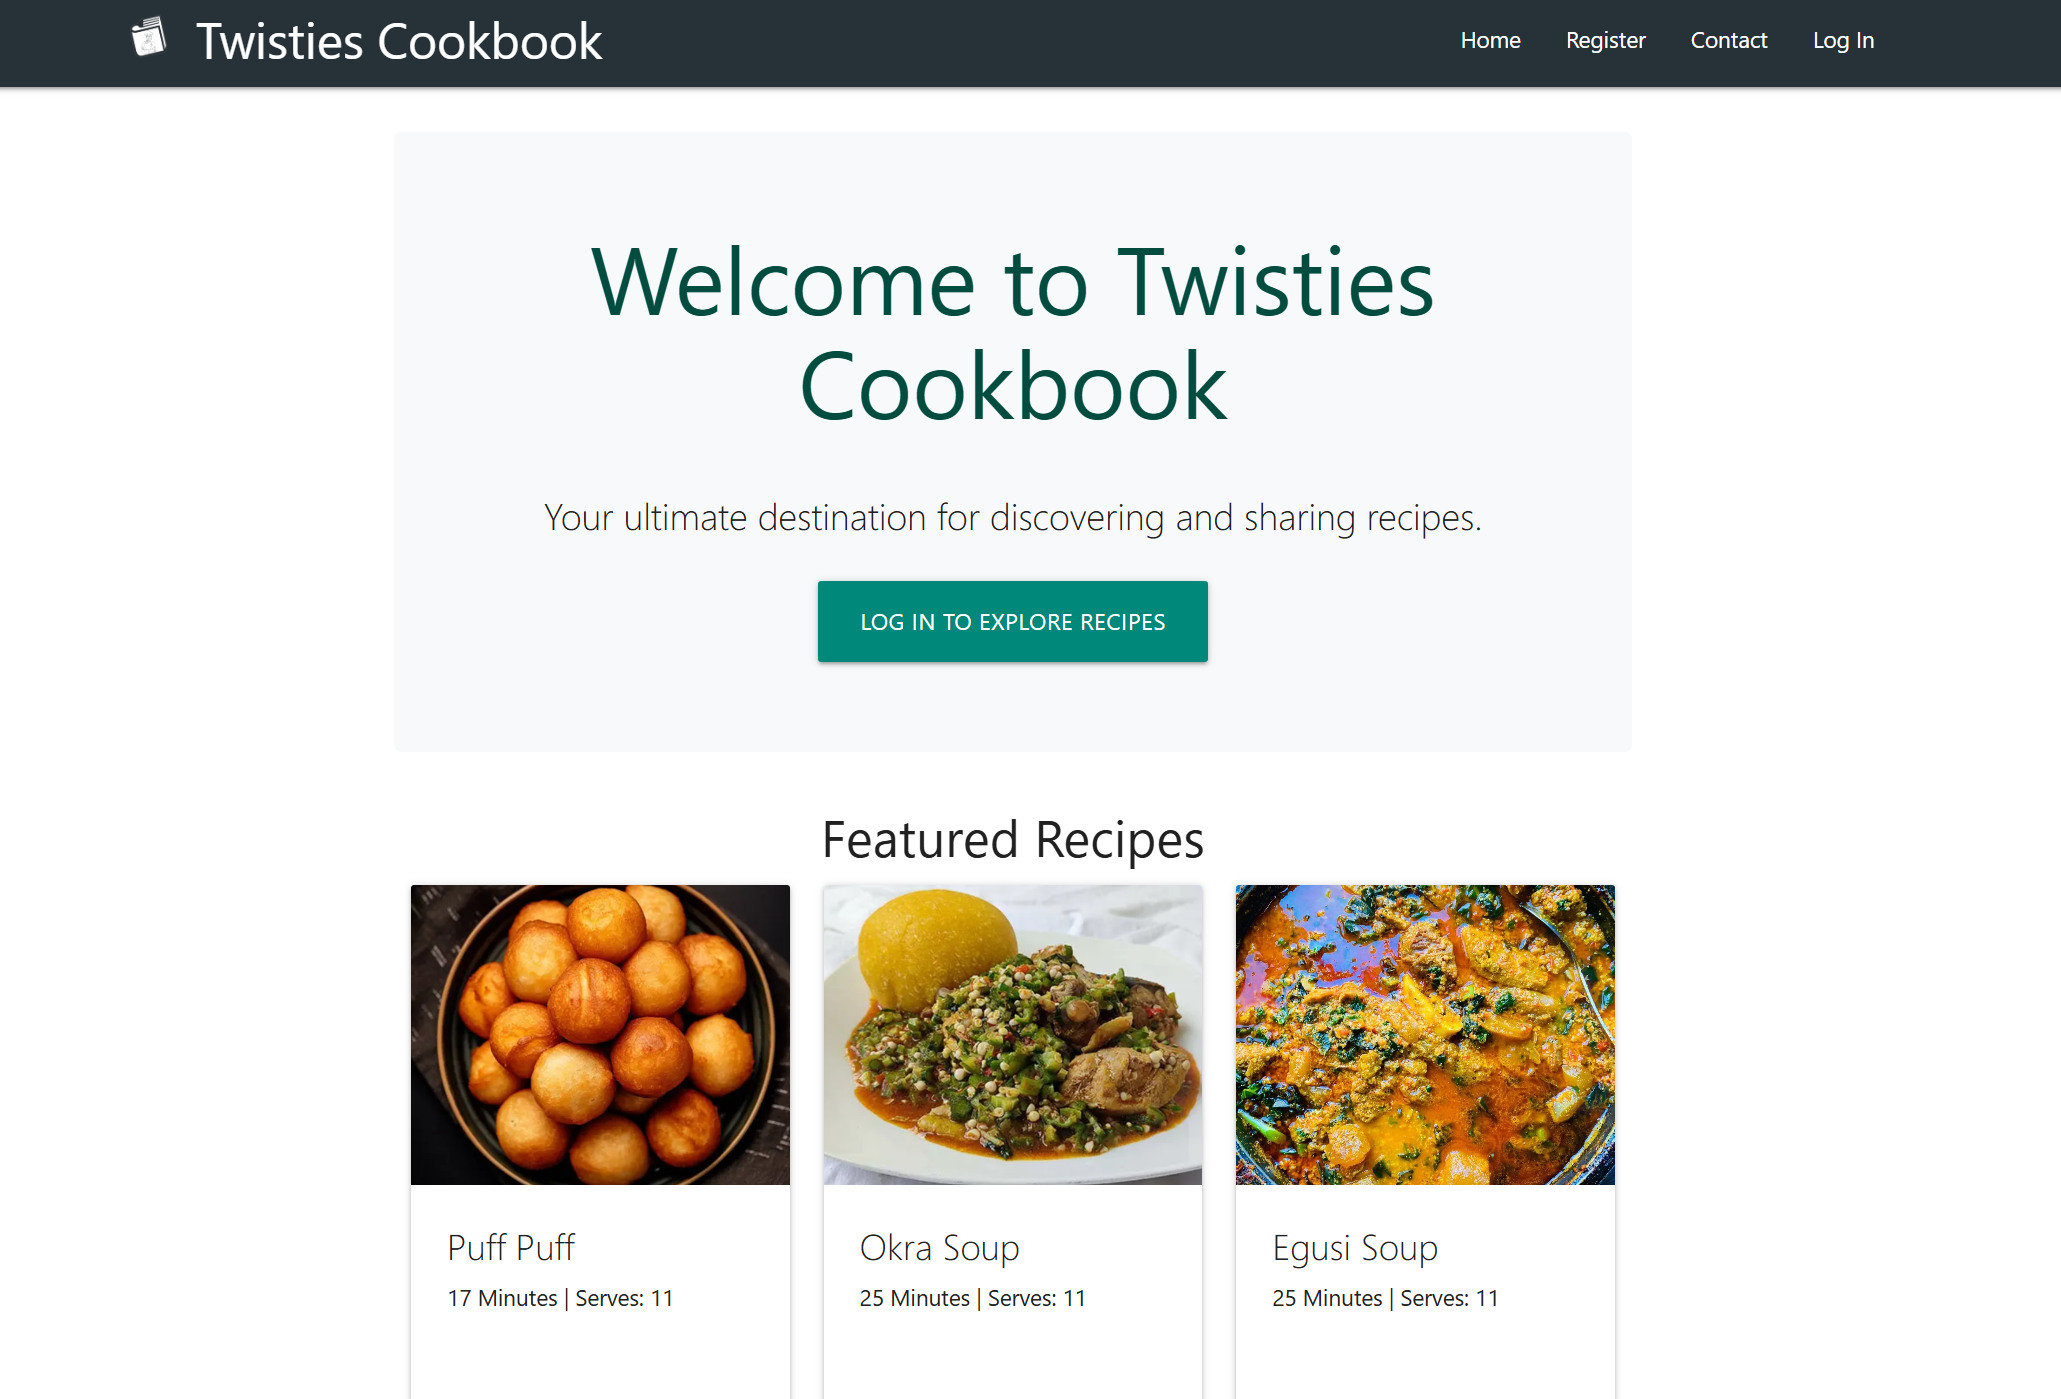 Twisties Cookbook
Home
Register
Contact
Log In
Welcome to Twisties
Cookbook
Your ultimate destination for discovering and sharing recipes.
LOG IN TO EXPLORE RECIPES
Featured Recipes
Puff Puff
17 Minutes | Serves: 11
Okra Soup
25 Minutes | Serves: 11
Egusi Soup
25 Minutes | Serves: 11